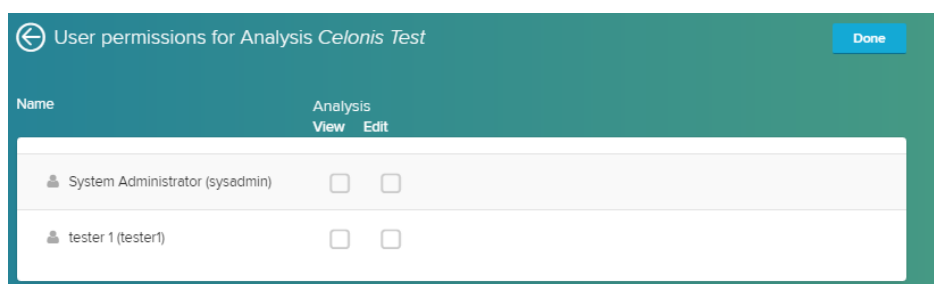 User permissions for Analysis Celonis Test
Done
Name
Analysis
View Edit
System Administrator (sysadmin)
tester 1 (tester1)